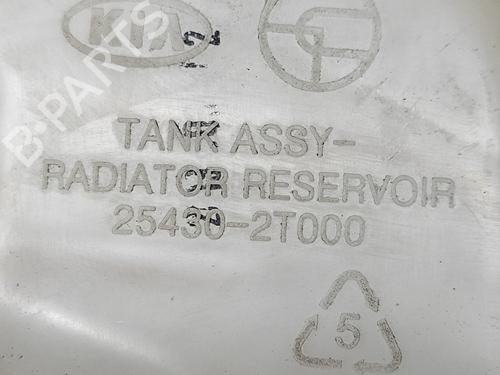 KIA
TANK ASSY-
RADIATOR RESERVOIR
25430-2T000
5
B-PARTS